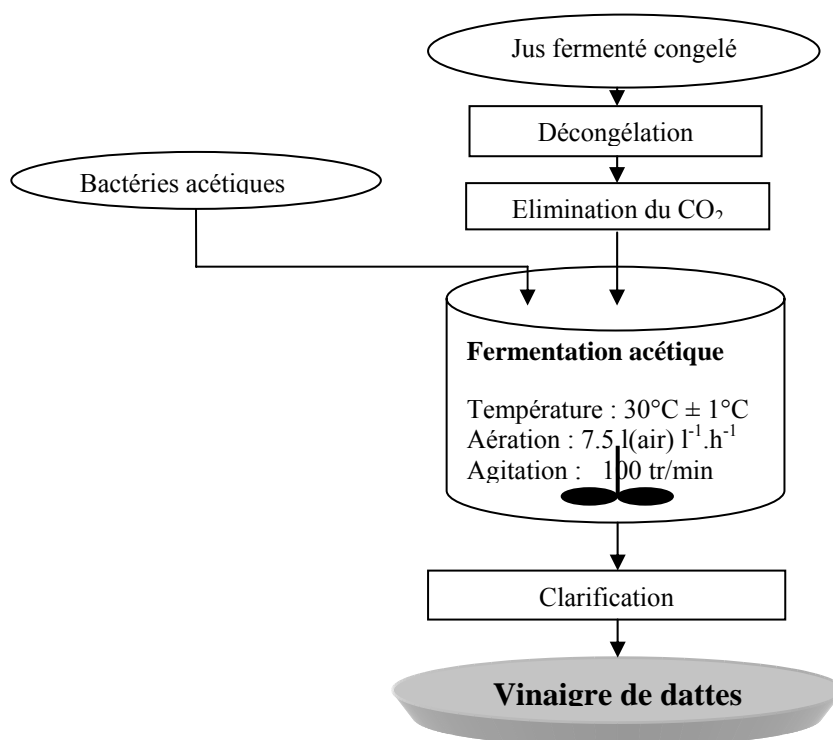 Jus fermenté congelé
Décongélation
Bactéries acétiques
Elimination du CO₂
Fermentation acétique
Température : 30°C ± 1°C
Aération : 7.5 l(air) l⁻¹.h⁻¹
Agitation : 100 tr/min
Clarification
Vinaigre de dattes